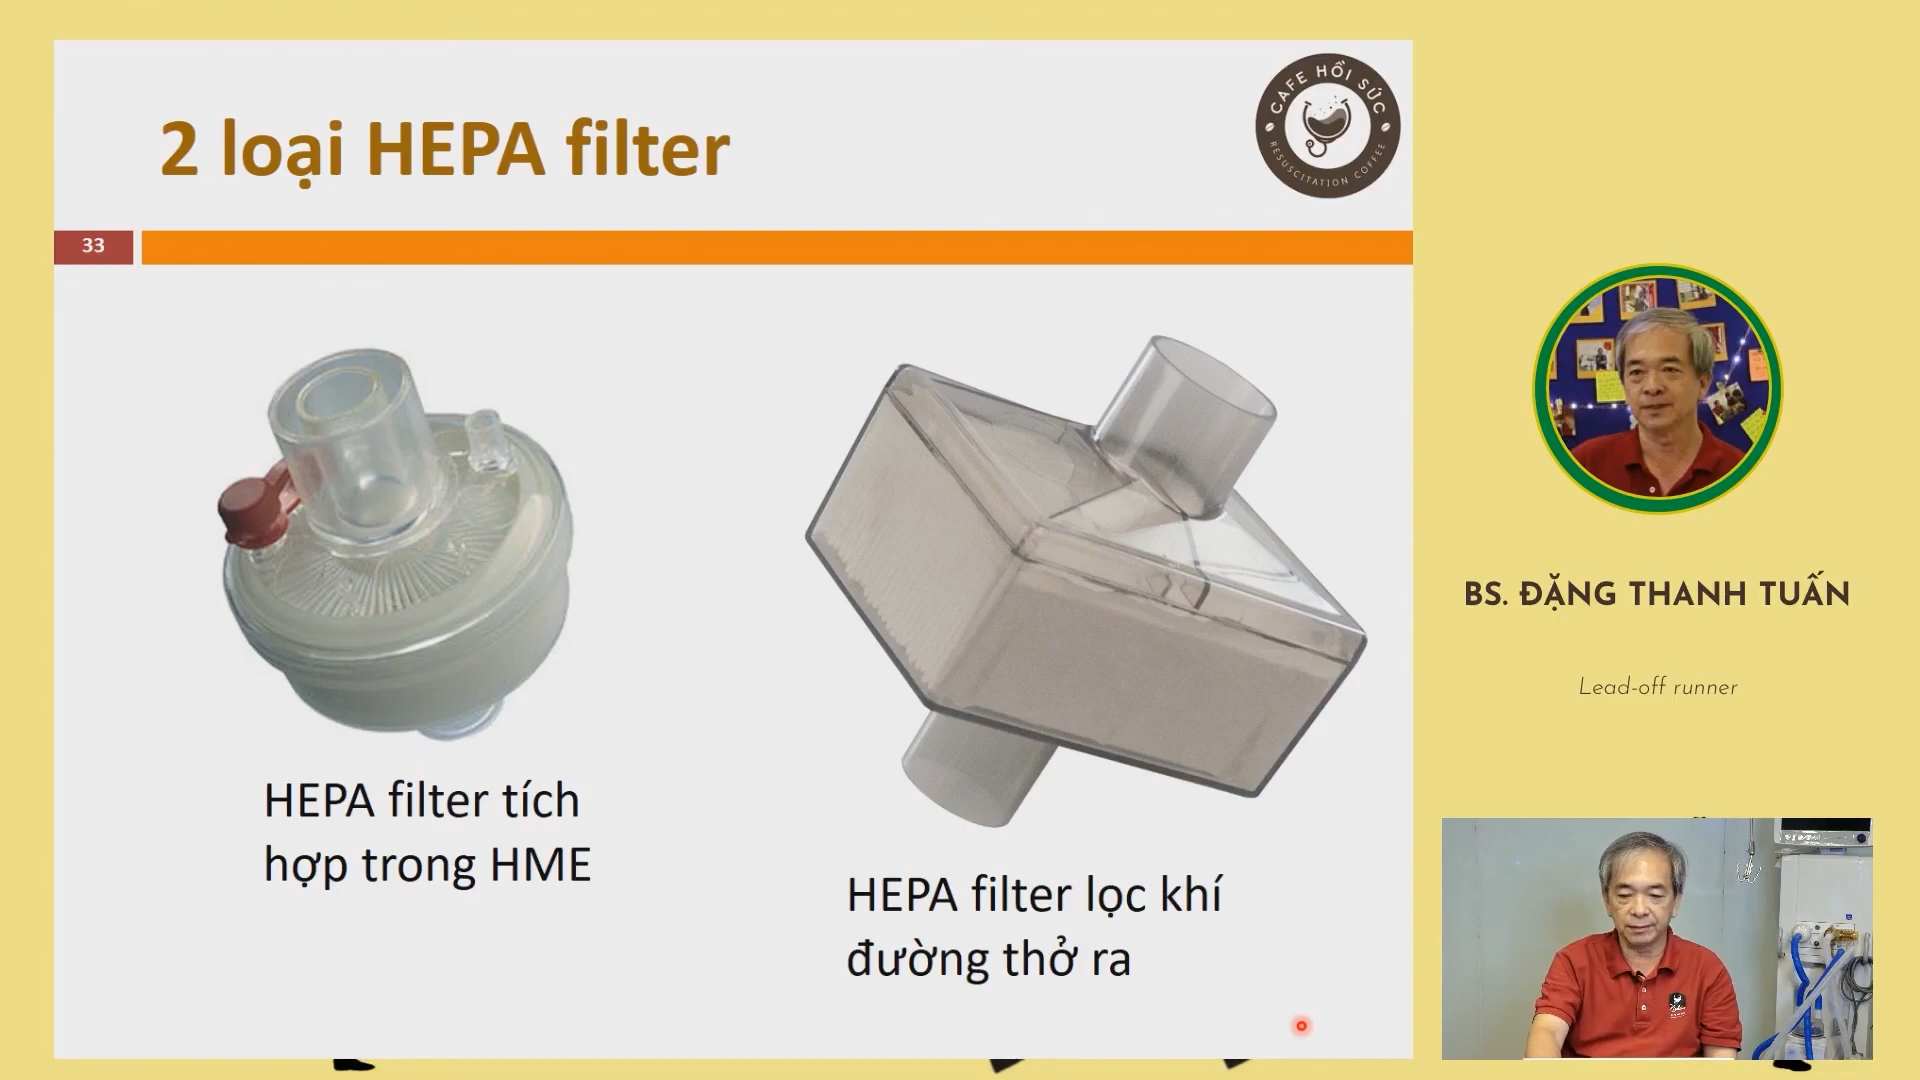 2 loại HEPA filter
CAFE HỒI SỨC
RESUSCITATION COFFEE
33
HEPA filter tích
hợp trong HME
HEPA filter lọc khí
đường thở ra
BS. ĐẶNG THANH TUẤN
Lead-off runner